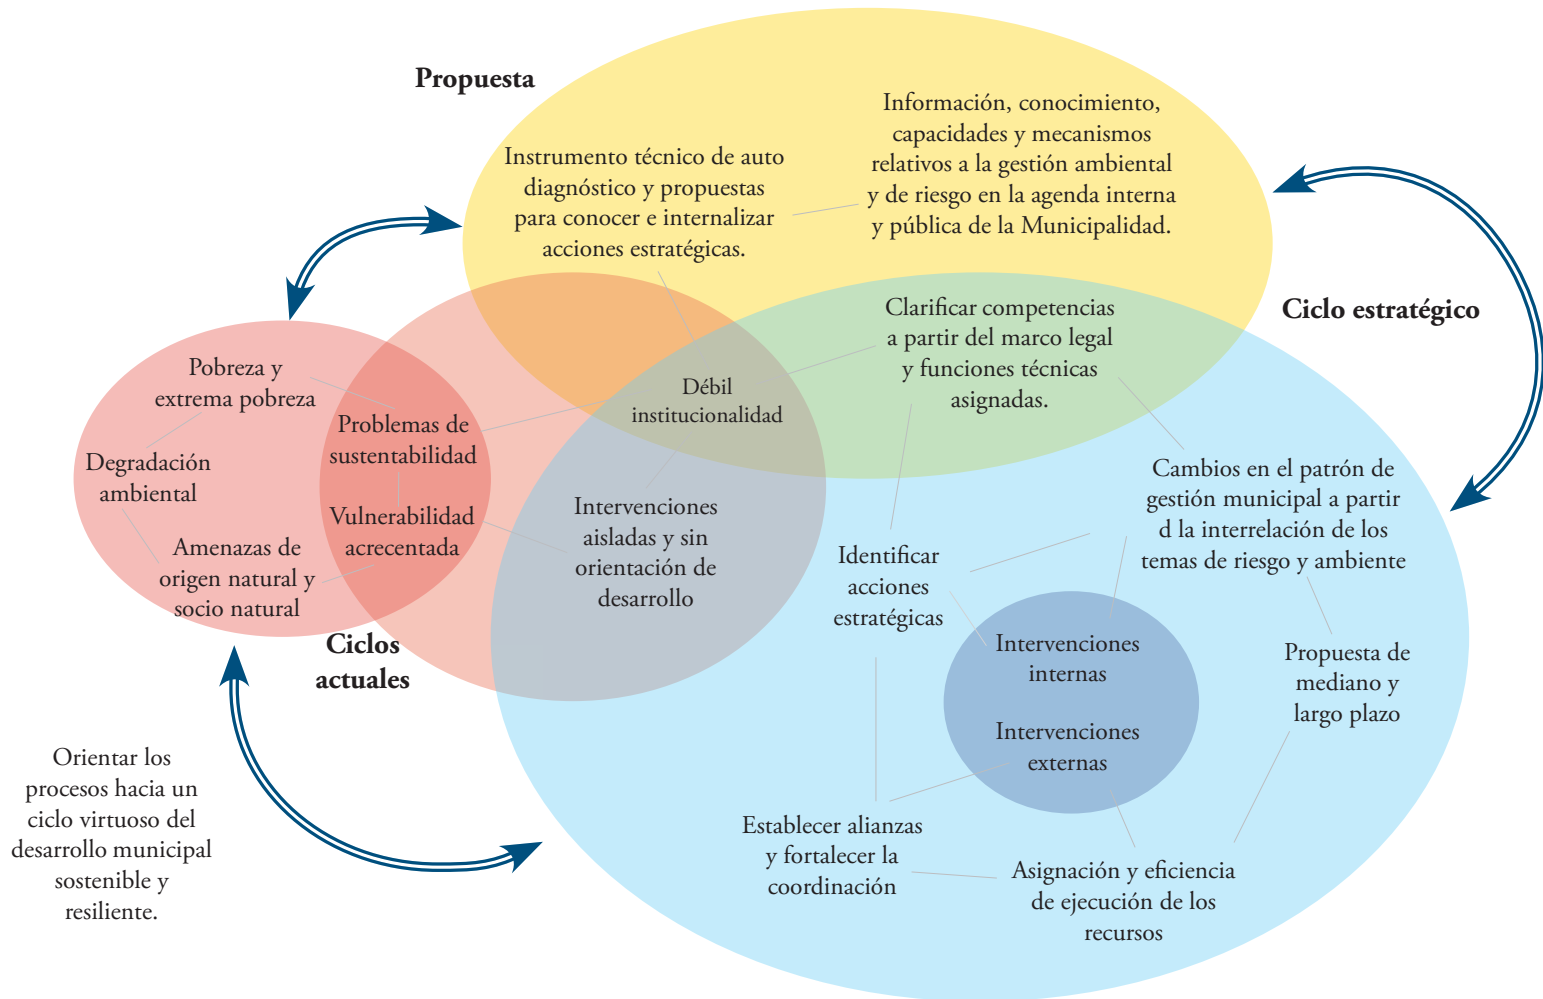 Propuesta
Instrumento técnico de auto
diagnóstico y propuestas
para conocer e internalizar
acciones estratégicas.
Información, conocimiento,
capacidades y mecanismos
relativos a la gestión ambiental
y de riesgo en la agenda interna
y pública de la Municipalidad.
Ciclo estratégico
Clarificar competencias
a partir del marco legal
y funciones técnicas
asignadas.
Débil
institucionalidad
Pobreza y
extrema pobreza
Problemas de
sustentabilidad
Degradación
ambiental
Vulnerabilidad
acrecentada
Amenazas de
origen natural y
socio natural
Ciclos
actuales
Intervenciones
aisladas y sin
orientación de
desarrollo
Identificar
acciones
estratégicas
Cambios en el patrón de
gestión municipal a partir
d la interrelación de los
temas de riesgo y ambiente
Intervenciones
internas
Intervenciones
externas
Propuesta de
mediano y
largo plazo
Establecer alianzas
y fortalecer la
coordinación
Asignación y eficiencia
de ejecución de los
recursos
Orientar los
procesos hacia un
ciclo virtuoso del
desarrollo municipal
sostenible y
resiliente.